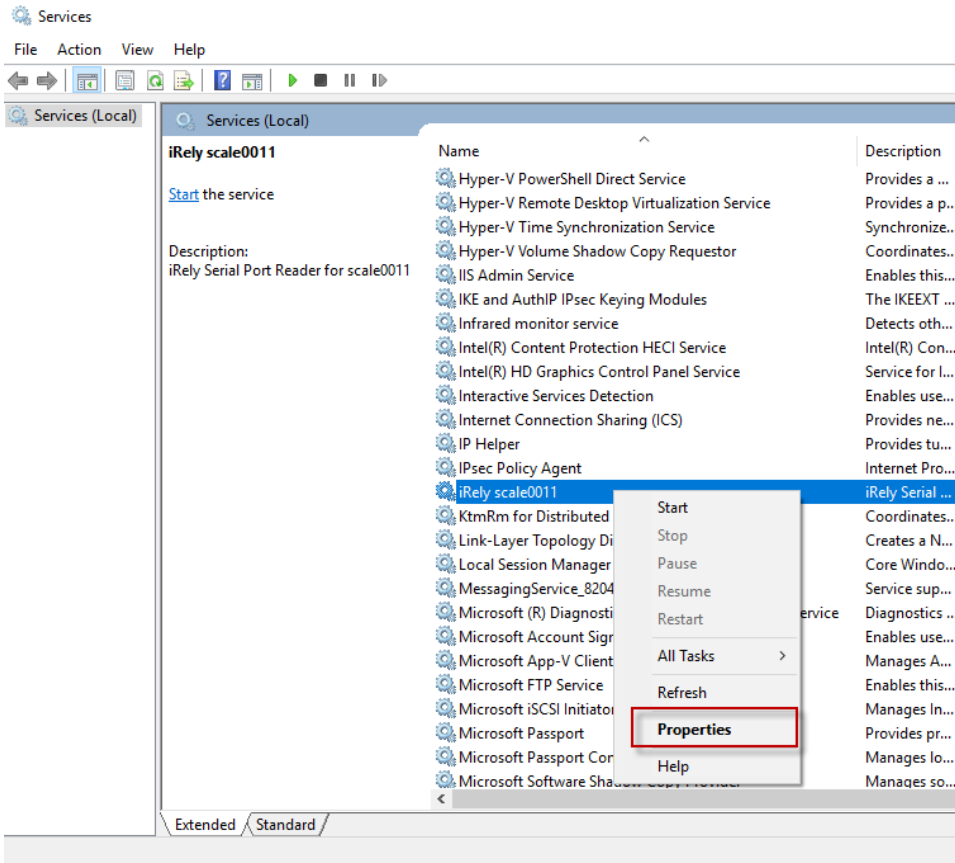 Services
File Action View Help
Services (Local)
Services (Local)
iRely scale0011
Start the service
Description:
iRely Serial Port Reader for scale0011
Name Description
Hyper-V PowerShell Direct Service Provides a ...
Hyper-V Remote Desktop Virtualization Service Provides a p...
Hyper-V Time Synchronization Service Synchronize...
Hyper-V Volume Shadow Copy Requestor Coordinates...
IIS Admin Service Enables this...
IKE and AuthIP IPsec Keying Modules The IKEEXT ...
Infrared monitor service Detects oth...
Intel(R) Content Protection HECI Service Intel(R) Con...
Intel(R) HD Graphics Control Panel Service Service for I...
Interactive Services Detection Enables use...
Internet Connection Sharing (ICS) Provides ne...
IP Helper Provides tu...
IPsec Policy Agent Internet Pro...
iRely scale0011 iRely Serial ...
KtmRm for Distributed Coordinates...
Link-Layer Topology Di Creates a N...
Local Session Manager Core Windo...
MessagingService_8204 Service sup...
Microsoft (R) Diagnosti ervice Diagnostics ...
Microsoft Account Sigr Enables use...
Microsoft App-V Client Manages A...
Microsoft FTP Service Enables this...
Microsoft iSCSI Initiator Manages In...
Microsoft Passport Provides pr...
Microsoft Passport Cor Manages lo...
Microsoft Software Shadow Copy Provider Manages so...
Start
Stop
Pause
Resume
Restart
All Tasks
Refresh
Properties
Help
Extended Standard